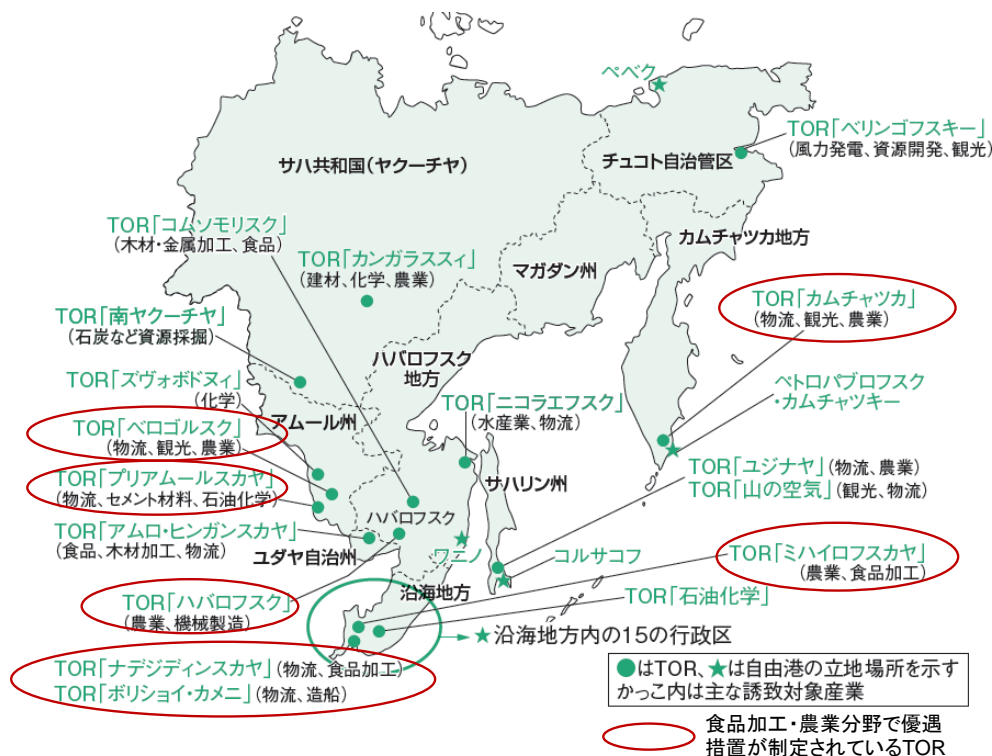 ペベク
TOR「ベリンゴフスキー」
(風力発電、資源開発、観光)
チュコト自治管区
サハ共和国(ヤクーチヤ)
TOR「コムソモリスク」
(木材・金属加工、食品)
カムチャツカ地方
TOR「カンガラススィ」
(建材、化学、農業)
マガダン州
TOR「カムチャツカ」
(物流、観光、農業)
TOR「南ヤクーチヤ」
(石炭など資源採掘)
ハバロフスク
地方
TOR「ズヴォボドヌィ」
(化学)
ペトロパブロフスク
・カムチャツキー
アムール州
TOR「ニコラエフスク」
(水産業、物流)
TOR「ベロゴルスク」
(物流、観光、農業)
TOR「ユジナヤ」(物流、農業)
TOR「山の空気」(観光、物流)
サハリン州
TOR「プリアムールスカヤ」
(物流、セメント材料、石油化学)
ハバロフスク
TOR「アムロ・ヒンガンスカヤ」
(食品、木材加工、物流)
ユダヤ自治州
ワニノ
コルサコフ
TOR「ミハイロフスカヤ」
(農業、食品加工)
沿海地方
TOR「石油化学」
TOR「ハバロフスク」
(農業、機械製造)
★沿海地方内の15の行政区
TOR「ナデジディンスカヤ」(物流、食品加工)
TOR「ボリショイ・カメニ」(物流、造船)
●はTOR、★は自由港の立地場所を示す
かっこ内は主な誘致対象産業
食品加工・農業分野で優遇
措置が制定されているTOR